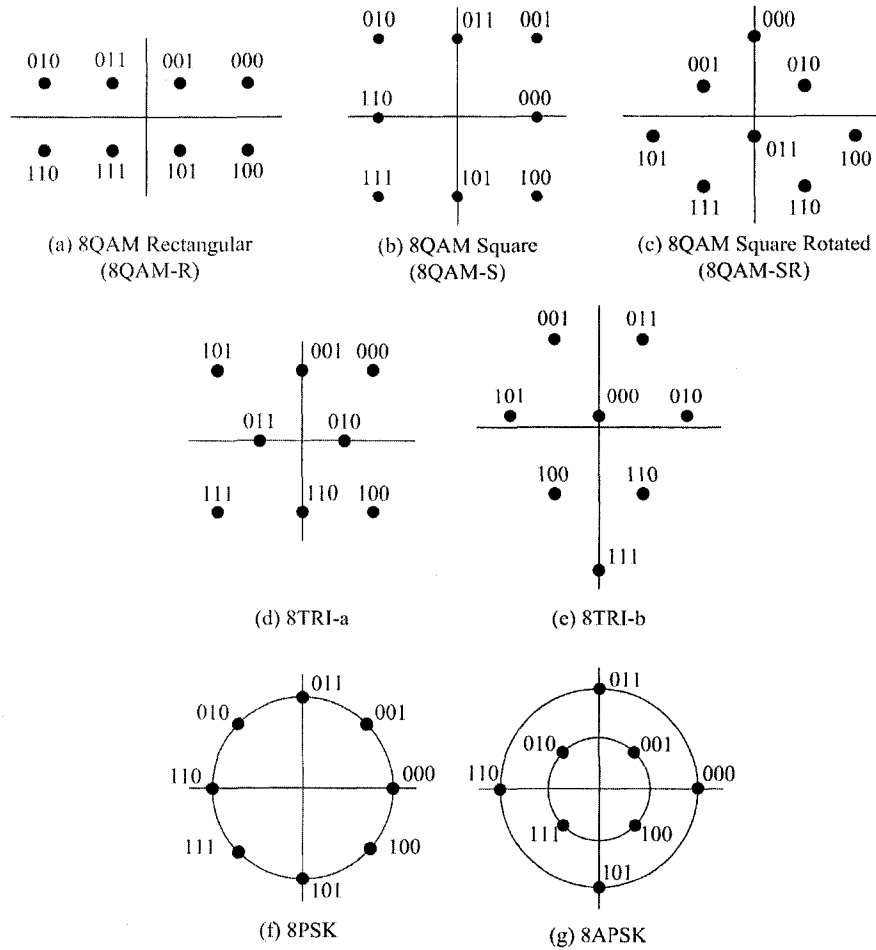 010 011 001 000
110 111 101 100
(a) 8QAM Rectangular
(8QAM-R)
010 011 001
110 000
111 101 100
(b) 8QAM Square
(8QAM-S)
000
001 010
101 011 100
111 110
(c) 8QAM Square Rotated
(8QAM-SR)
101 001 000
011 010
111 110 100
(d) 8TRI-a
001 011
101 000 010
100 110
111
(e) 8TRI-b
011
010 001
110 000
111 100
101
(f) 8PSK
011
010 001
110 000
111 100
101
(g) 8APSK